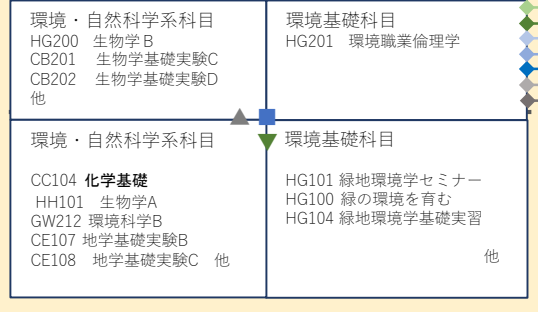 環境・自然科学系科目
HG200 生物学B
CB201 生物学基礎実験C
CB202 生物学基礎実験D
他
環境基礎科目
HG201 環境職業倫理学
環境・自然科学系科目
CC104 化学基礎
HH101 生物学A
GW212 環境科学B
CE107 地学基礎実験B
CE108 地学基礎実験C 他
環境基礎科目
HG101 緑地環境学セミナー
HG100 緑の環境を育む
HG104 緑地環境学基礎実習
他